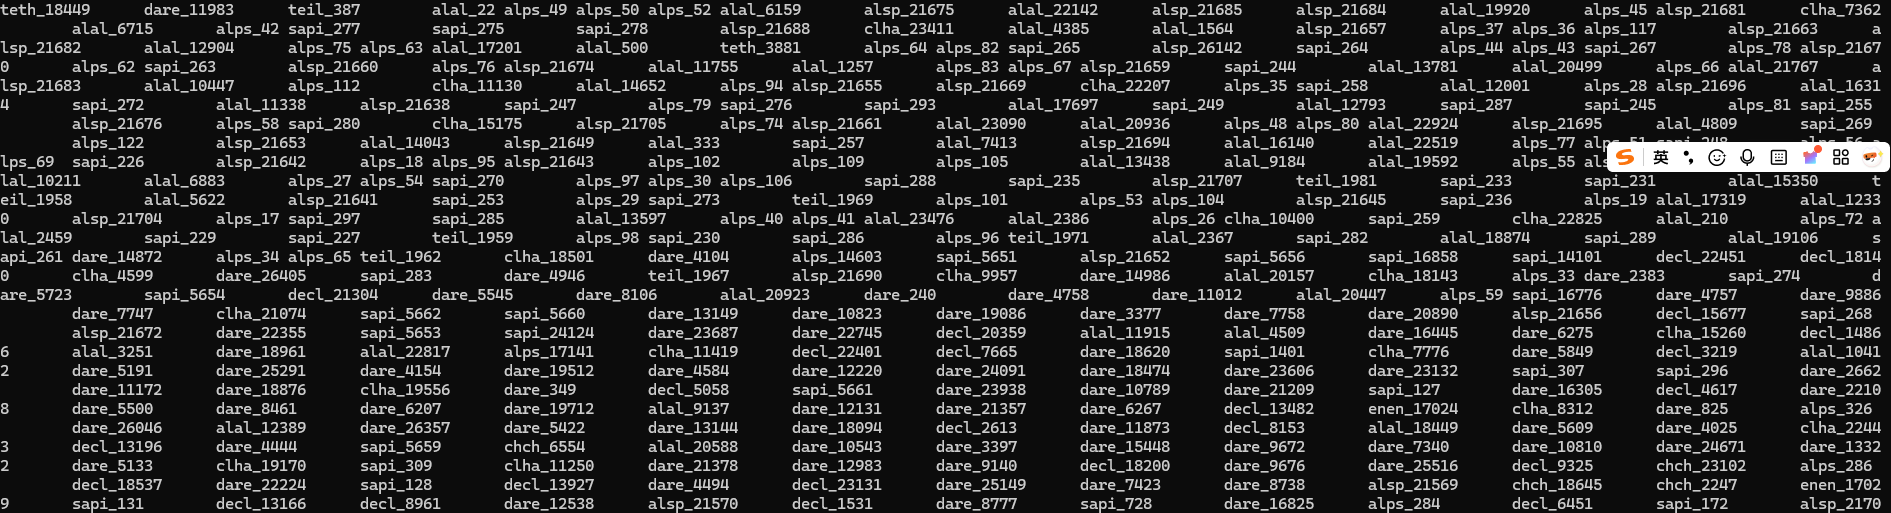 teth_18449 dare_11983 teil_387 alal_22 alps_49 alps_50 alps_52 alal_6159 alsp_21675 alal_22142 alsp_21685 alsp_21684 alal_19920 alps_45 alsp_21681 clha_7362
alal_6715 alps_42 sapi_277 sapi_275 sapi_278 alsp_21688 clha_23411 alal_4385 alal_1564 alsp_21657 alps_37 alps_36 alps_117 alsp_21663 a
lsp_21682 alal_12904 alps_75 alps_63 alal_17201 alal_500 teth_3881 alps_64 alps_82 sapi_265 alsp_26142 sapi_264 alps_44 alps_43 sapi_267 alps_78 alsp_2167
0 alps_62 sapi_263 alsp_21660 alps_76 alsp_21674 alal_11755 alal_1257 alps_83 alps_67 alsp_21659 sapi_244 alal_13781 alal_20499 alps_66 alal_21767 a
lsp_21683 alal_10447 alps_112 clha_11130 alal_14652 alps_94 alsp_21655 alsp_21669 clha_22207 alps_35 sapi_258 alal_12001 alps_28 alsp_21696 alal_1631
4 sapi_272 alal_11338 alsp_21638 sapi_247 alps_79 sapi_276 sapi_293 alal_17697 sapi_249 alal_12793 sapi_287 sapi_245 alps_81 sapi_255
alsp_21676 alps_58 sapi_280 clha_15175 alsp_21705 alps_74 alsp_21661 alal_23090 alal_20936 alps_48 alps_80 alal_22924 alsp_21695 alal_4809 sapi_269
alps_122 alsp_21653 alal_14043 alsp_21649 alal_333 sapi_257 alal_7413 alsp_21694 alal_16140 alal_22519 alps_77
lps_69 sapi_226 alsp_21642 alps_18 alps_95 alsp_21643 alps_102 alps_109 alps_105 alal_13438 alal_9184 alal_19592 alps_55 英
lal_10211 alal_6883 alps_27 alps_54 sapi_270 alps_97 alps_30 alps_106 sapi_288 sapi_235 alsp_21707 teil_1981 sapi_233 sapi_231 alal_15350 t
eil_1958 alal_5622 alsp_21641 sapi_253 alps_29 sapi_273 teil_1969 alps_101 alps_53 alps_104 alsp_21645 sapi_236 alps_19 alal_17319 alal_1233
0 alsp_21704 alps_17 sapi_297 sapi_285 alal_13597 alps_40 alps_41 alal_23476 alal_2386 alps_26 clha_10400 sapi_259 clha_22825 alal_210 alps_72 a
lal_2459 sapi_229 sapi_227 teil_1959 alps_98 sapi_230 sapi_286 alps_96 teil_1971 alal_2367 sapi_282 alal_18874 sapi_289 alal_19106 s
api_261 dare_14872 alps_34 alps_65 teil_1962 clha_18501 dare_4104 alps_14603 sapi_5651 alsp_21652 sapi_5656 sapi_16858 sapi_14101 decl_22451 decl_1814
0 clha_4599 dare_26405 sapi_283 dare_4946 teil_1967 alsp_21690 clha_9957 dare_14986 alal_20157 clha_18143 alps_33 dare_2383 sapi_274 d
are_5723 sapi_5654 decl_21304 dare_5545 dare_8106 alal_20923 dare_240 dare_4758 dare_11012 alal_20447 alps_59 sapi_16776 dare_4757 dare_9886
dare_7747 clha_21074 sapi_5662 sapi_5660 dare_13149 dare_10823 dare_19086 dare_3377 dare_7758 dare_20890 alsp_21656 decl_15677 sapi_268
alsp_21672 dare_22355 sapi_5653 sapi_24124 dare_23687 dare_22745 decl_20359 alal_11915 alal_4509 dare_16445 dare_6275 clha_15260 decl_1486
6 alal_3251 dare_18961 alal_22817 alps_17141 clha_11419 decl_22401 decl_7665 dare_18620 sapi_1401 clha_7776 dare_5849 decl_3219 alal_1041
2 dare_5191 dare_25291 dare_4154 dare_19512 dare_4584 dare_12220 dare_24091 dare_18474 dare_23606 dare_23132 sapi_307 sapi_296 dare_2662
dare_11172 dare_18876 clha_19556 dare_349 decl_5058 sapi_5661 dare_23938 dare_10789 dare_21209 sapi_127 dare_16305 decl_4617 dare_2210
8 dare_5500 dare_8461 dare_6207 dare_19712 alal_9137 dare_12131 dare_21357 dare_6267 decl_13482 enen_17024 clha_8312 dare_825 alps_326
dare_26046 alal_12389 dare_26357 dare_5422 dare_13144 dare_18094 decl_2613 dare_11873 decl_8153 alal_18449 dare_5609 dare_4025 clha_2244
3 decl_13196 dare_4444 sapi_5659 chch_6554 alal_20588 dare_10543 dare_3397 dare_15448 dare_9672 dare_7340 dare_10810 dare_24671 dare_1332
2 dare_5133 clha_19170 sapi_309 clha_11250 dare_21378 dare_12983 dare_9140 decl_18200 dare_9676 dare_25516 decl_9325 chch_23102 alps_286
decl_18537 dare_22224 sapi_128 decl_13927 dare_4494 decl_23131 dare_25149 dare_7423 dare_8738 alsp_21569 chch_18645 chch_2247 enen_1702
9 sapi_131 decl_13166 decl_8961 dare_12538 alsp_21570 decl_1531 dare_8777 sapi_728 dare_16825 alps_284 decl_6451 sapi_172 alsp_2170